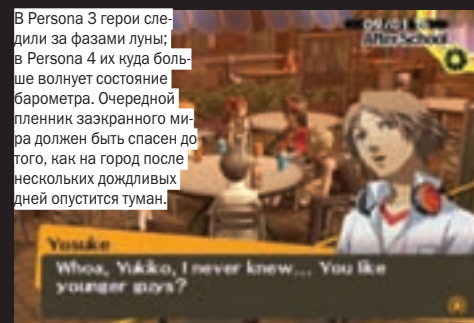 В Persona 3 герои сле-
дили за фазами луны;
в Persona 4 их куда боль-
ше волнует состояние
барометра. Очередной
пленник заэкранного ми-
ра должен быть спасен до
того, как на город после
нескольких дождливых
дней опустится туман.
After School
Yosuke
Whoa, Yukiko, I never knew... You like
younger guys?